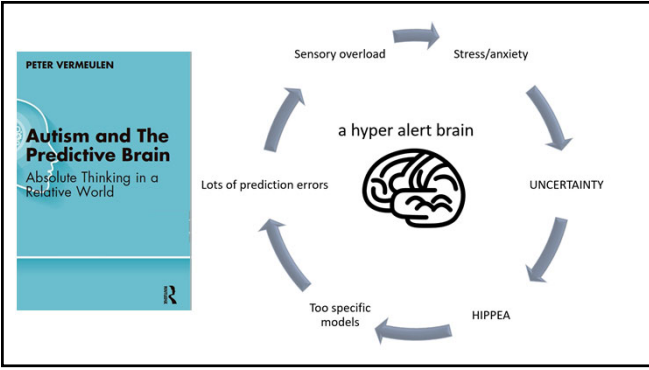 PETER VERMEULEN
Autism and The
Predictive Brain
Absolute Thinking in a
Relative World
R
Sensory overload
Stress/anxiety
a hyper alert brain
Lots of prediction errors
UNCERTAINTY
Too specific
models
HIPPEA